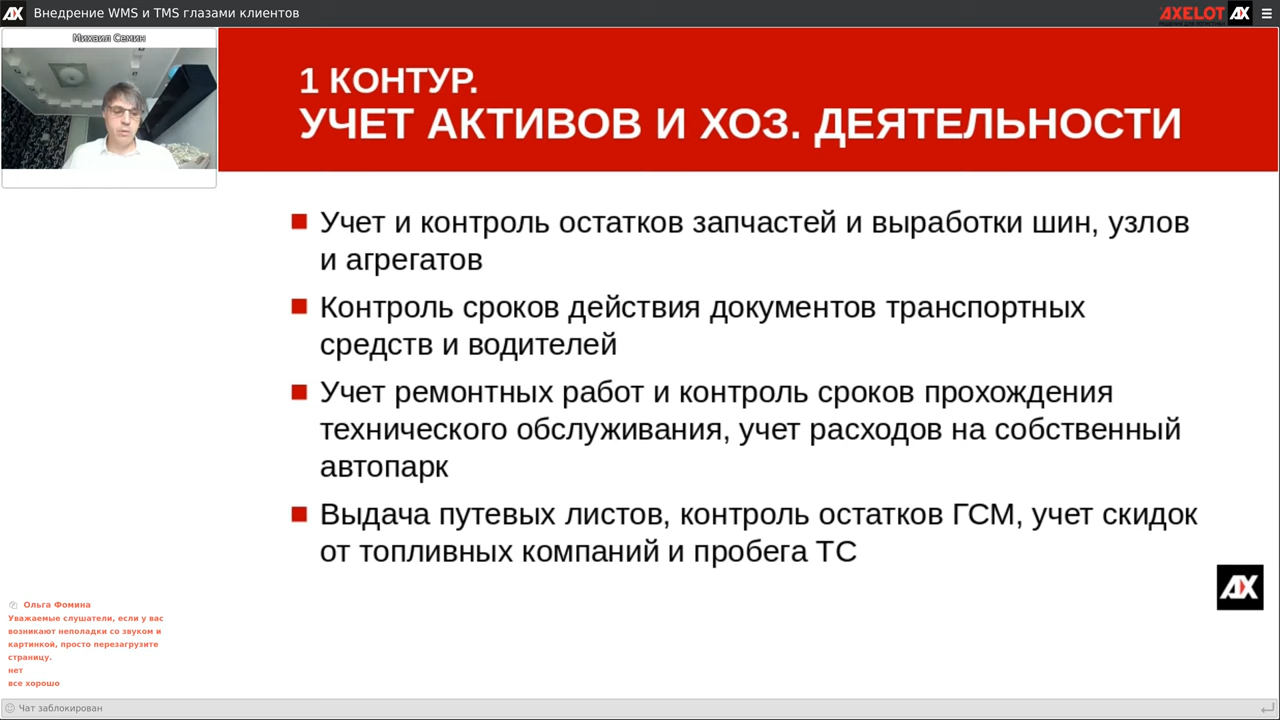 Внедрение WMS и TMS глазами клиентов
AXELOT
Михаил Семин
1 КОНТУР.
УЧЕТ АКТИВОВ И ХОЗ. ДЕЯТЕЛЬНОСТИ
Учет и контроль остатков запчастей и выработки шин, узлов
и агрегатов
Контроль сроков действия документов транспортных
средств и водителей
Учет ремонтных работ и контроль сроков прохождения
технического обслуживания, учет расходов на собственный
автопарк
Выдача путевых листов, контроль остатков ГСМ, учет скидок
от топливных компаний и пробега ТС
Ольга Фомина
Уважаемые слушатели, если у вас
возникают неполадки со звуком и
картинкой, просто перезагрузите
страницу.
нет
все хорошо
Чат заблокирован